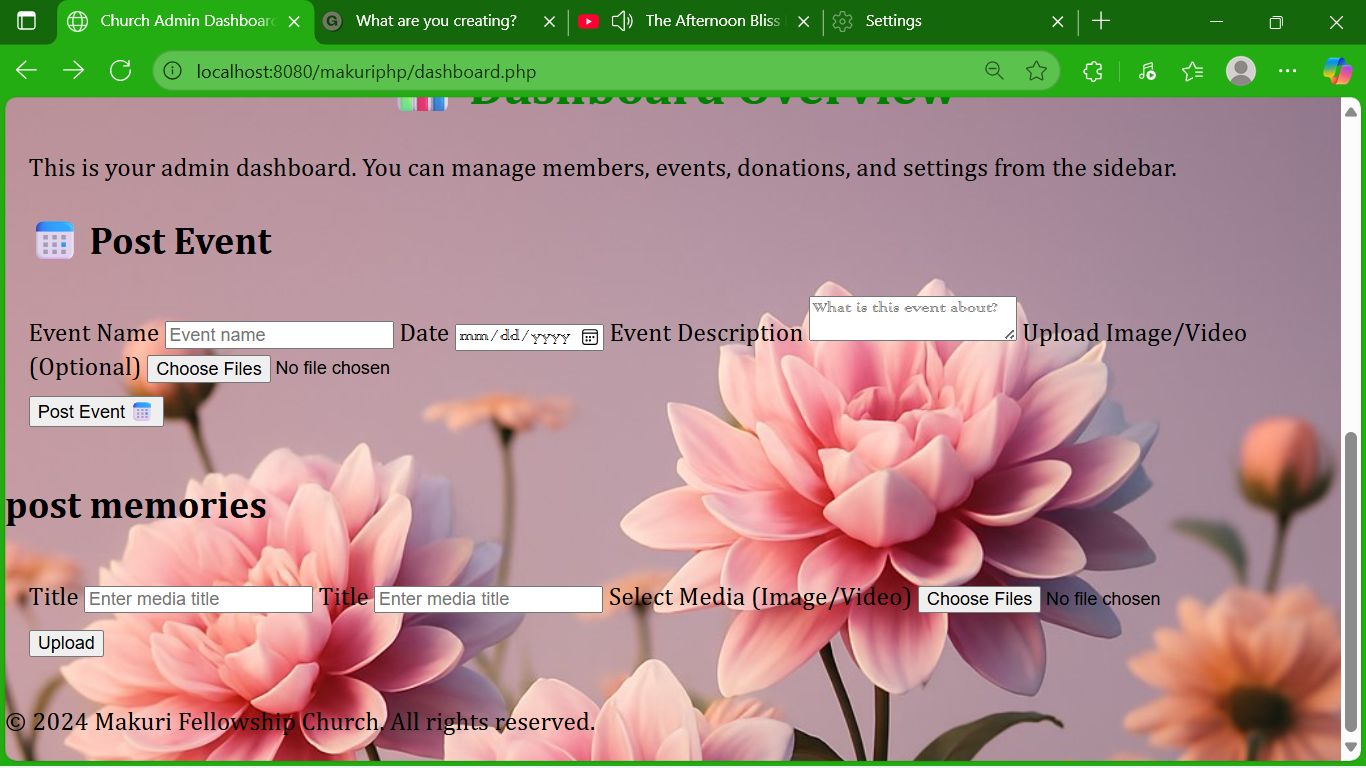 Church Admin Dashboar
What are you creating?
The Afternoon Bliss
Settings
localhost:8080/makuriphp/dashboard.php
Dashboard Overview
This is your admin dashboard. You can manage members, events, donations, and settings from the sidebar.
Post Event
Event Name Event name Date mm/dd/yyyy Event Description What is this event about? Upload Image/Video
(Optional) Choose Files No file chosen
Post Event
post memories
Title Enter media title Title Enter media title Select Media (Image/Video) Choose Files No file chosen
Upload
© 2024 Makuri Fellowship Church. All rights reserved.